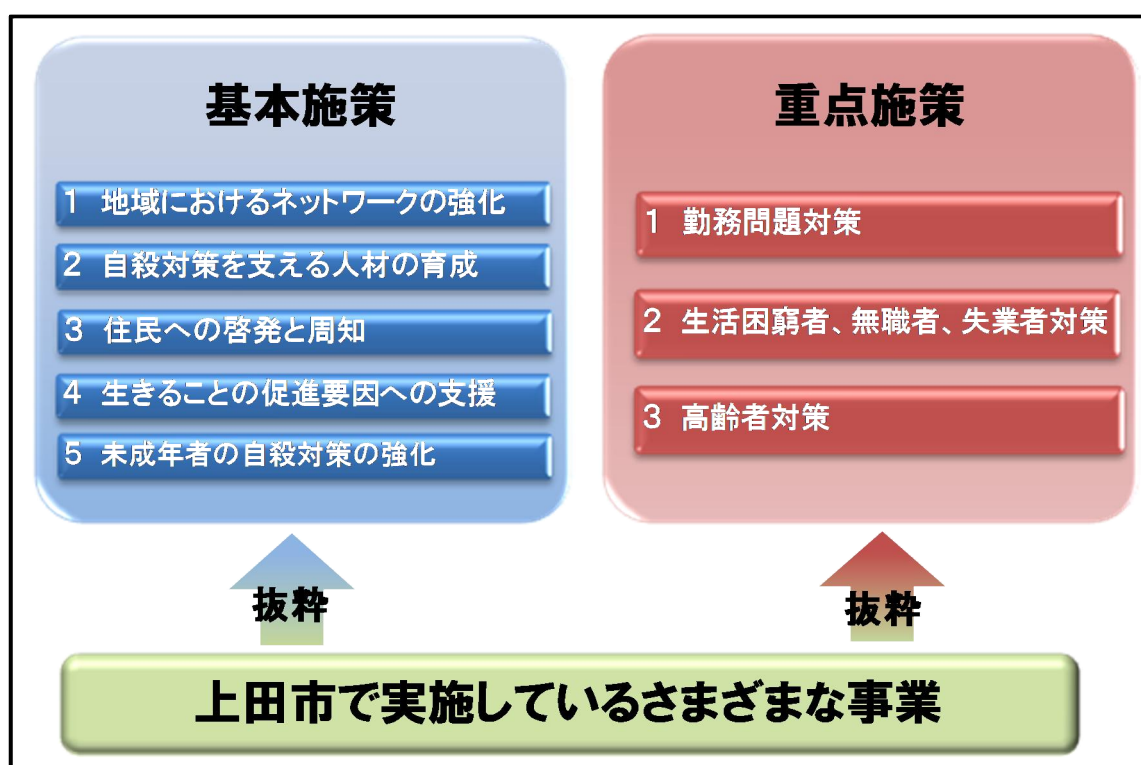 基本施策
1 地域におけるネットワークの強化
2 自殺対策を支える人材の育成
3 住民への啓発と周知
4 生きることの促進要因への支援
5 未成年者の自殺対策の強化
重点施策
1 勤務問題対策
2 生活困窮者、無職者、失業者対策
3 高齢者対策
抜粋
抜粋
上田市で実施しているさまざまな事業